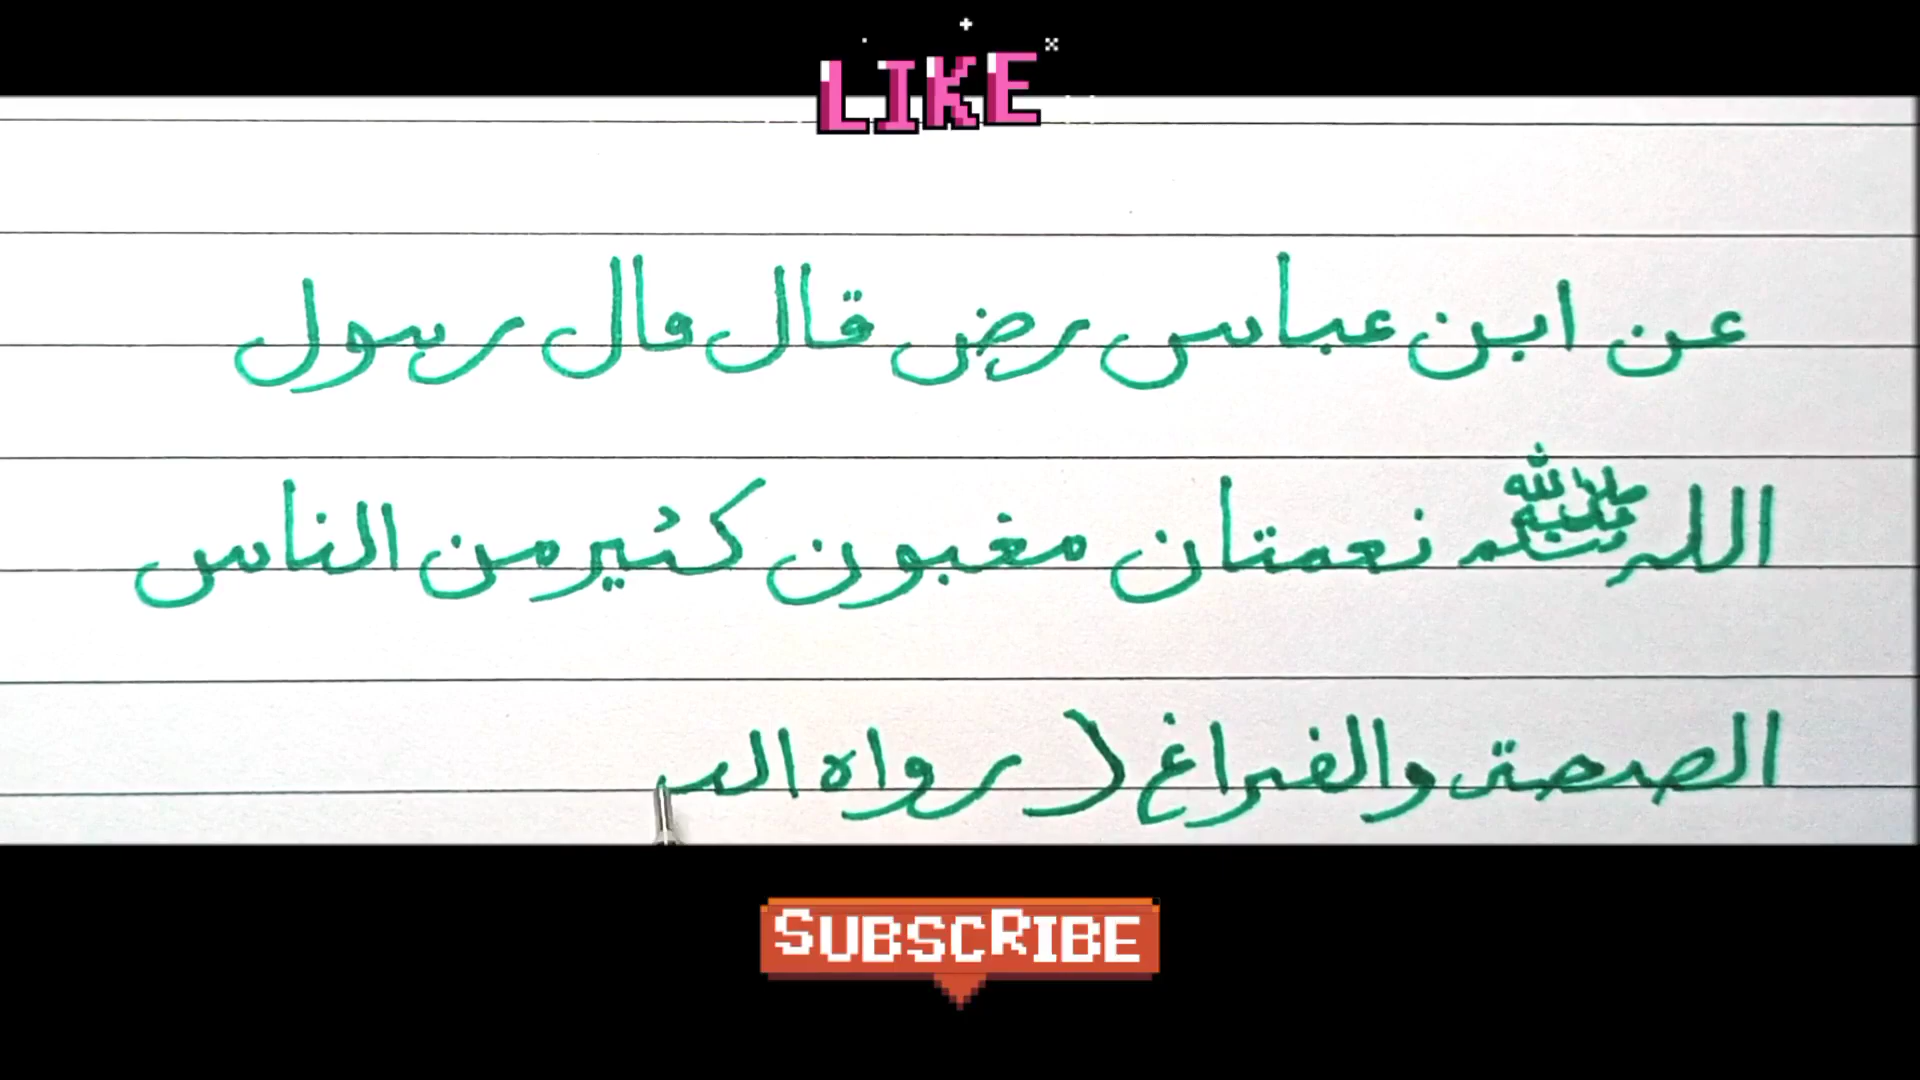 LIKE
عن ابن عباس رض قال قال رسول
الله ﷺ نعمتان مغبون كثير من الناس
الصحة والفراغ ( رواه
SUBSCRIBE